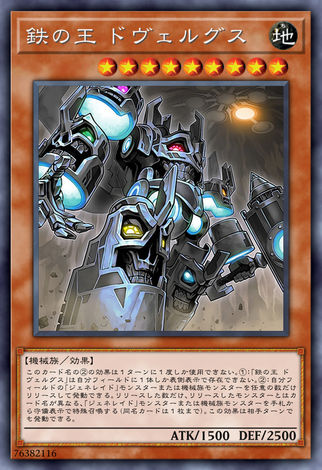 鉄の王 ドヴェルグス
地
【機械族／効果】
このカード名の②の効果は１ターンに１度しか使用できない。①：「鉄の王 ド
ヴェルグス」は自分フィールドに１体しか表側表示で存在できない。②：自分フ
ィールドの「ジェネレイド」モンスターまたは機械族モンスターを任意の数だけ
リリースして発動できる。リリースした数だけ、リリースしたモンスターとはカ
ード名が異なる、「ジェネレイド」モンスターまたは機械族モンスターを手札か
ら守備表示で特殊召喚する（同名カードは１枚まで）。この効果は相手ターンで
も発動できる。
ATK/1500 DEF/2500
76382116